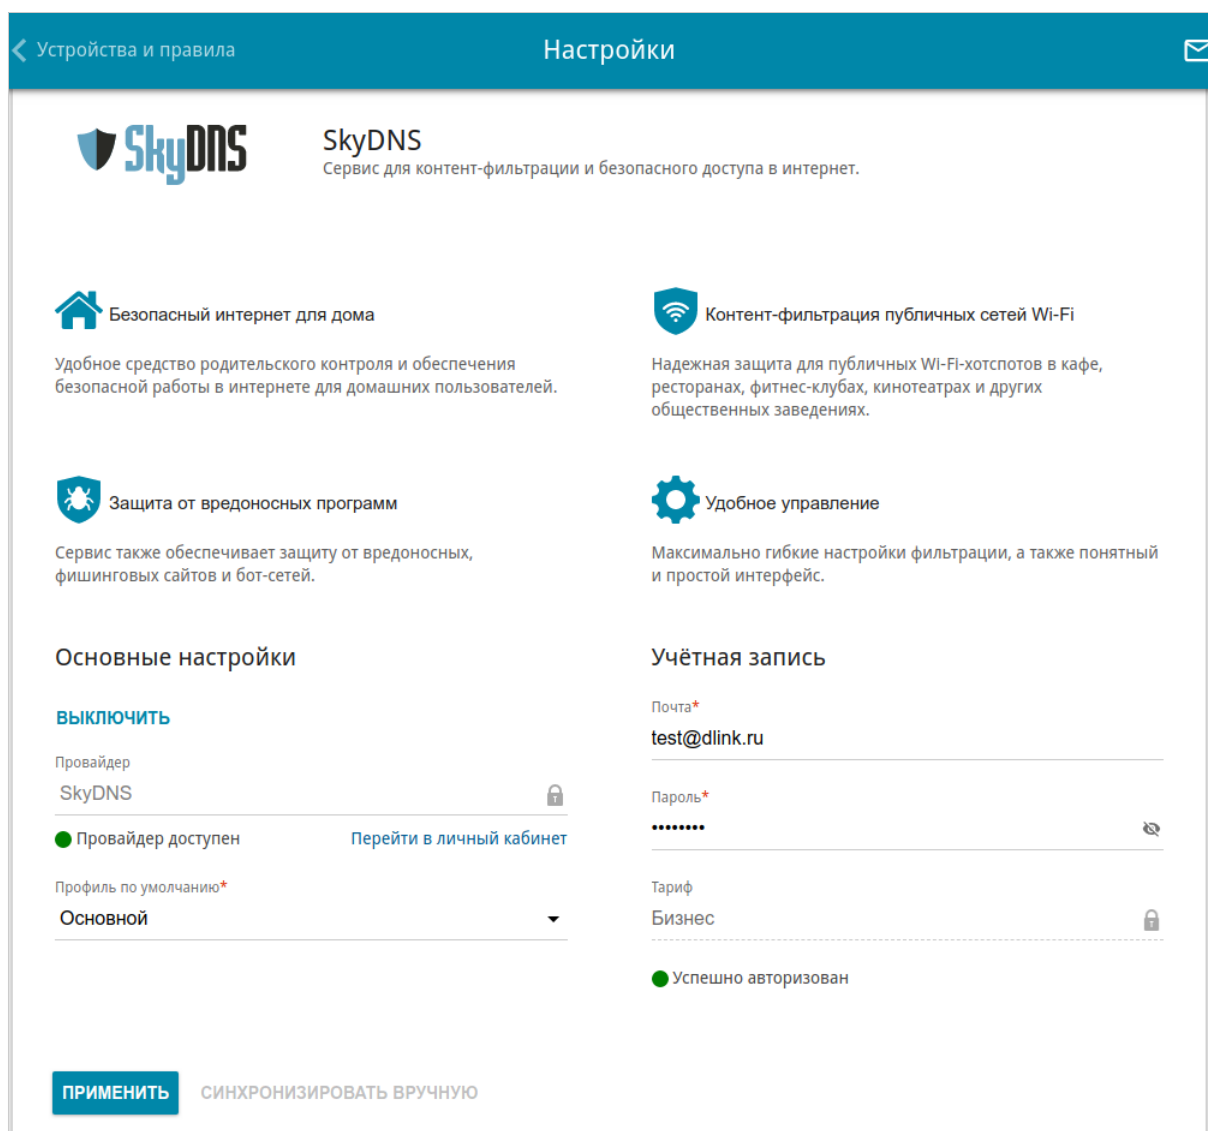 Устройства и правила
Настройки
SkyDNS
SkyDNS
Сервис для контент-фильтрации и безопасного доступа в интернет.
Безопасный интернет для дома
Удобное средство родительского контроля и обеспечения
безопасной работы в интернете для домашних пользователей.
Контент-фильтрация публичных сетей Wi-Fi
Надежная защита для публичных Wi-Fi-хотспотов в кафе,
ресторанах, фитнес-клубах, кинотеатрах и других
общественных заведениях.
Защита от вредоносных программ
Сервис также обеспечивает защиту от вредоносных,
фишинговых сайтов и бот-сетей.
Удобное управление
Максимально гибкие настройки фильтрации, а также понятный
и простой интерфейс.
Основные настройки
ВЫКЛЮЧИТЬ
Провайдер
SkyDNS
Провайдер доступен
Перейти в личный кабинет
Профиль по умолчанию*
Основной
Учётная запись
Почта*
test@dlink.ru
Пароль*
••••••••
Тариф
Бизнес
Успешно авторизован
ПРИМЕНИТЬ
СИНХРОНИЗИРОВАТЬ ВРУЧНУЮ